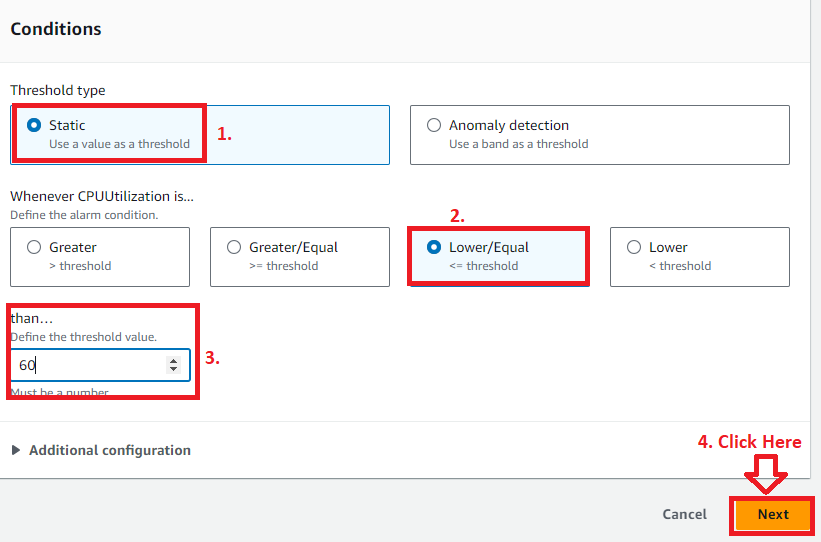 Conditions
Threshold type
Static
Use a value as a threshold
1.
Anomaly detection
Use a band as a threshold
Whenever CPUUtilization is...
Define the alarm condition.
2.
Greater
> threshold
Greater/Equal
>= threshold
Lower/Equal
<= threshold
Lower
< threshold
than...
Define the threshold value.
60
3.
Must be a number
Additional configuration
4. Click Here
Cancel
Next